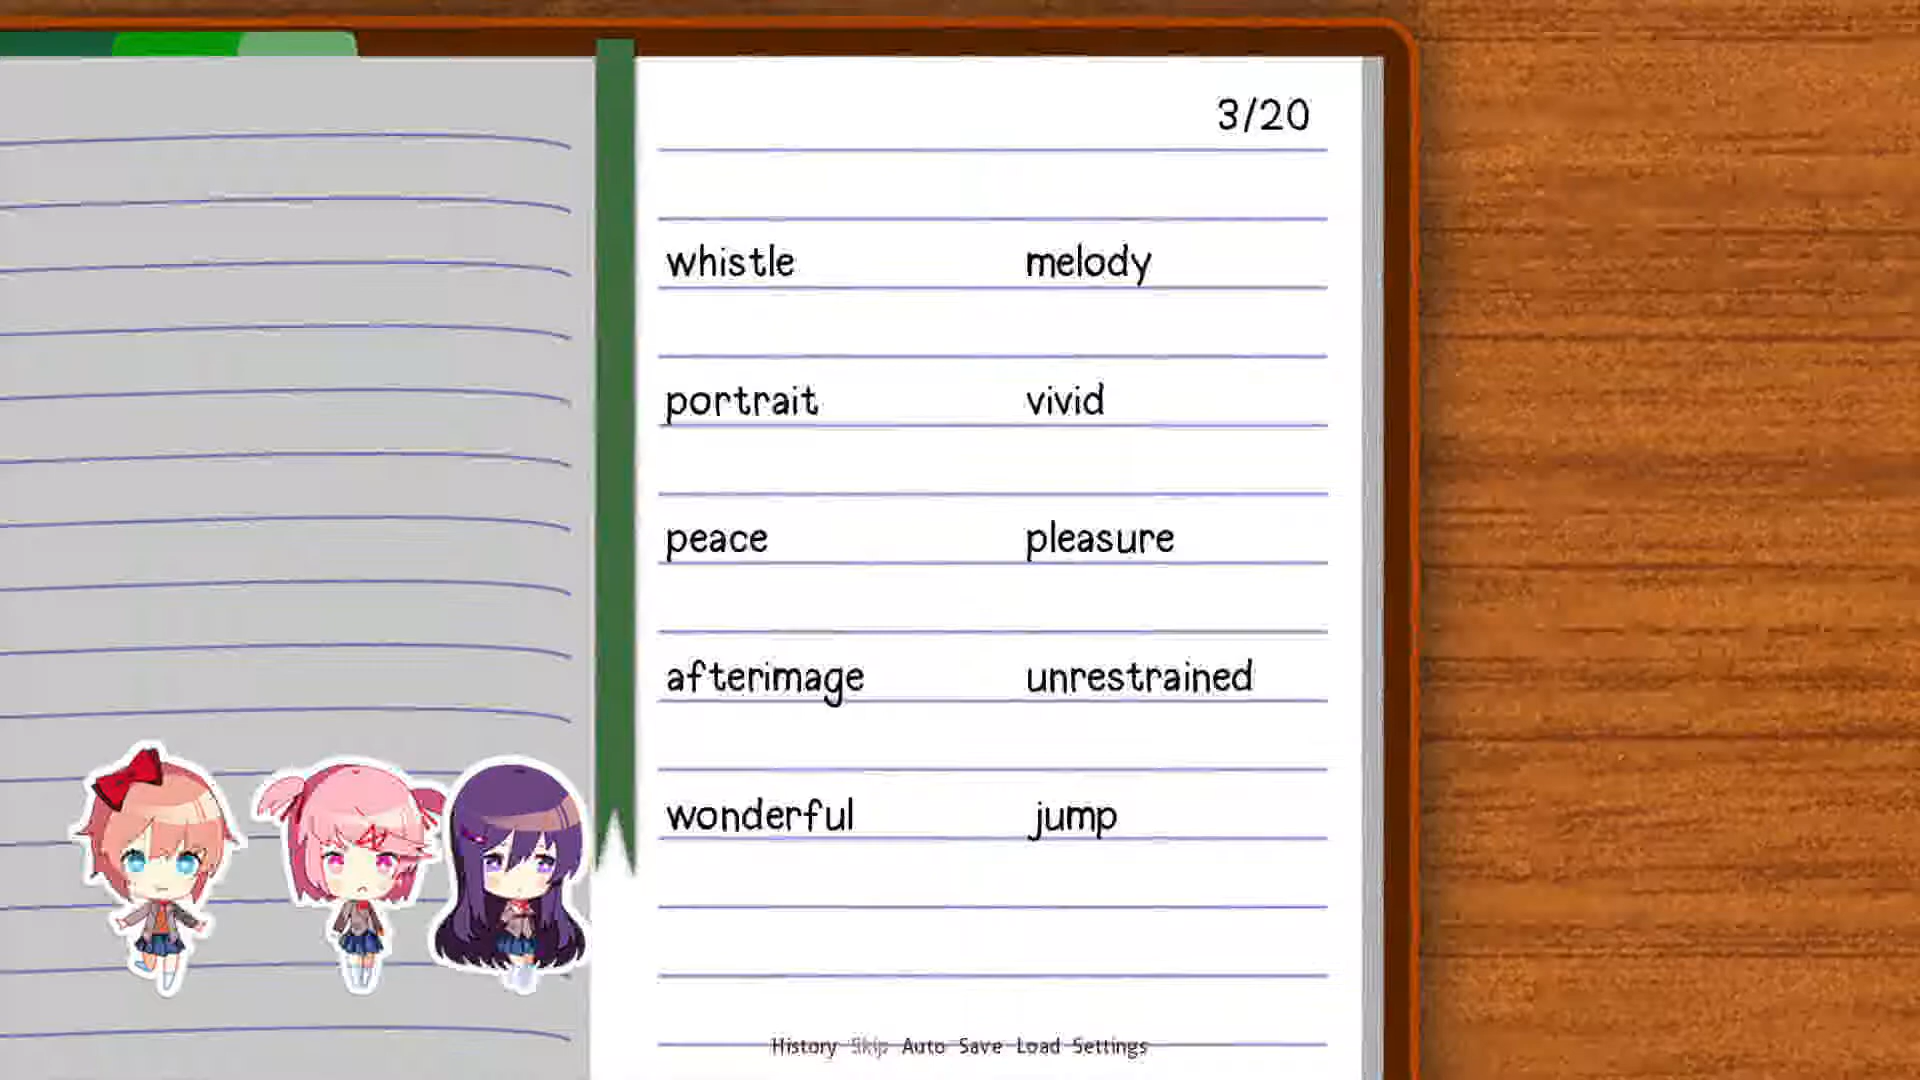 3/20
whistle melody
portrait vivid
peace pleasure
afterimage unrestrained
wonderful jump
History Skip Auto Save Load Settings